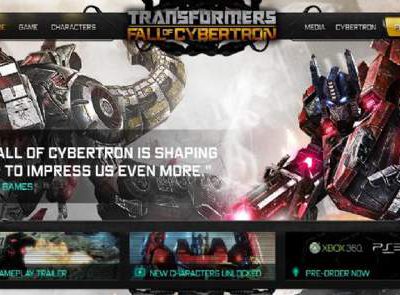 TRANSFORMERS
FALL OF CYBERTRON
GAME CHARACTERS MEDIA CYBERTRON
ALL OF CYBERTRON IS SHAPING
TO IMPRESS US EVEN MORE."
GAMES
AMEPLAY TRAILER
NEW CHARACTERS UNLOCKED
XBOX 360. PS3
PRE-ORDER NOW